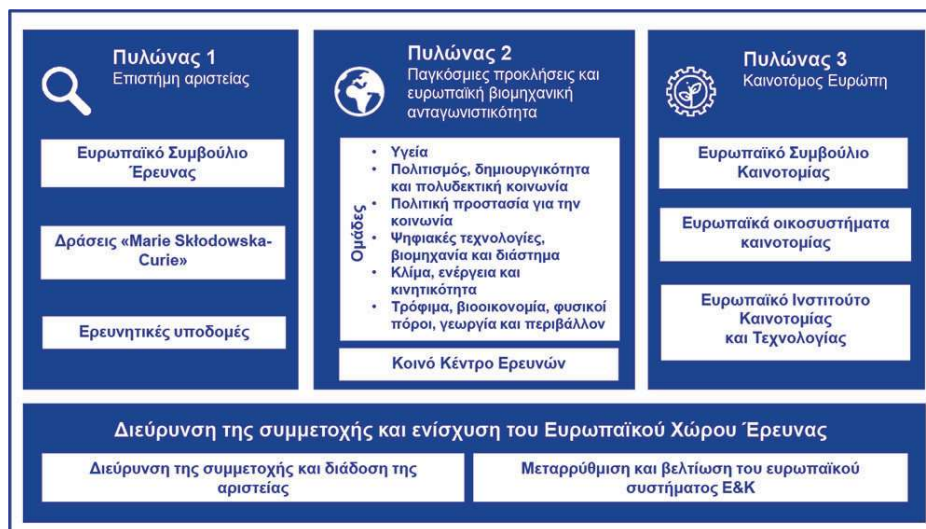 Πυλώνας 1
Επιστήμη αριστείας
Ευρωπαϊκό Συμβούλιο
Έρευνας
Δράσεις «Marie Skłodowska-
Curie»
Ερευνητικές υποδομές
Πυλώνας 2
Παγκόσμιες προκλήσεις και
ευρωπαϊκή βιομηχανική
ανταγωνιστικότητα
Ομάδες
• Υγεία
• Πολιτισμός, δημιουργικότητα
και πολυδεκτική κοινωνία
• Πολιτική προστασία για την
κοινωνία
• Ψηφιακές τεχνολογίες,
βιομηχανία και διάστημα
• Κλίμα, ενέργεια και
κινητικότητα
• Τρόφιμα, βιοοικονομία, φυσικοί
πόροι, γεωργία και περιβάλλον
Κοινό Κέντρο Ερευνών
Πυλώνας 3
Καινοτόμος Ευρώπη
Ευρωπαϊκό Συμβούλιο
Καινοτομίας
Ευρωπαϊκά οικοσυστήματα
καινοτομίας
Ευρωπαϊκό Ινστιτούτο
Καινοτομίας
και Τεχνολογίας
Διεύρυνση της συμμετοχής και ενίσχυση του Ευρωπαϊκού Χώρου Έρευνας
Διεύρυνση της συμμετοχής και διάδοση της
αριστείας
Μεταρρύθμιση και βελτίωση του ευρωπαϊκού
συστήματος Ε&Κ